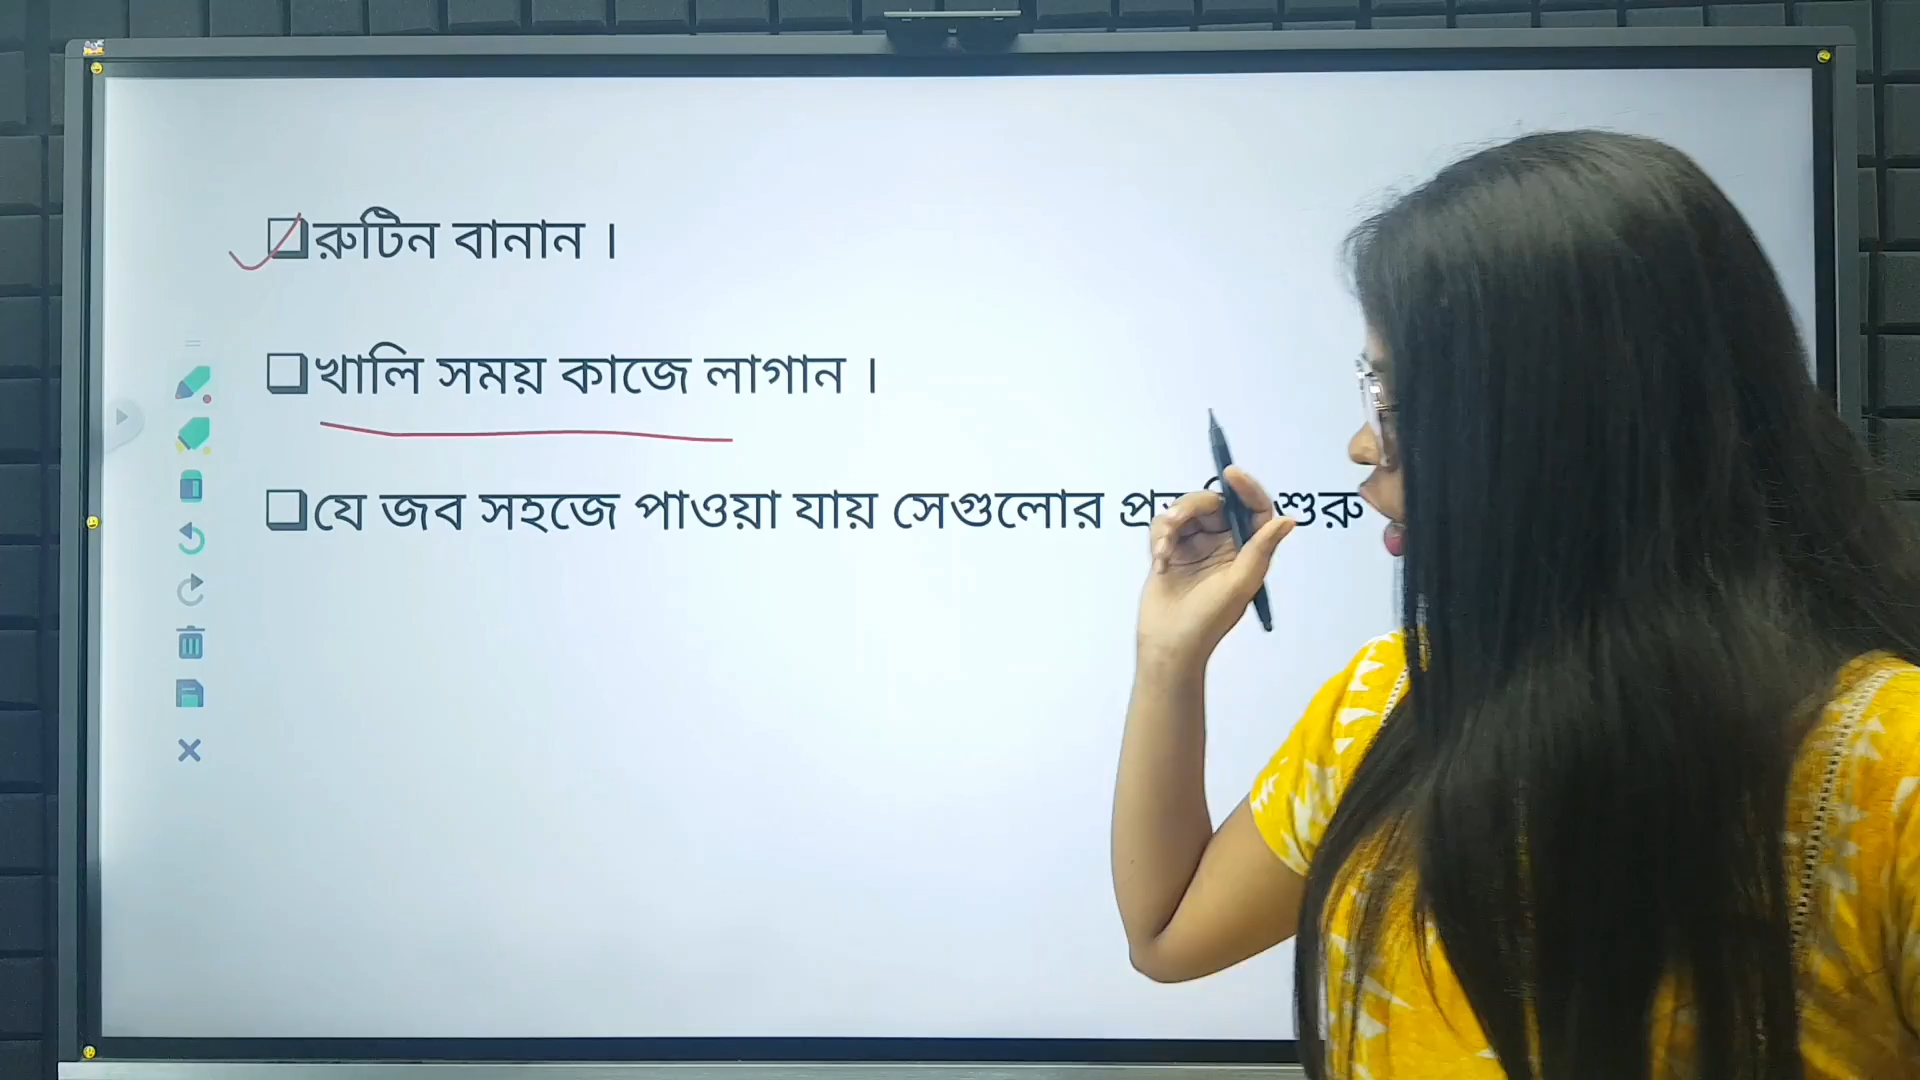 রুটিন বানান ।
খালি সময় কাজে লাগান ।
যে জব সহজে পাওয়া যায় সেগুলোর শুরু